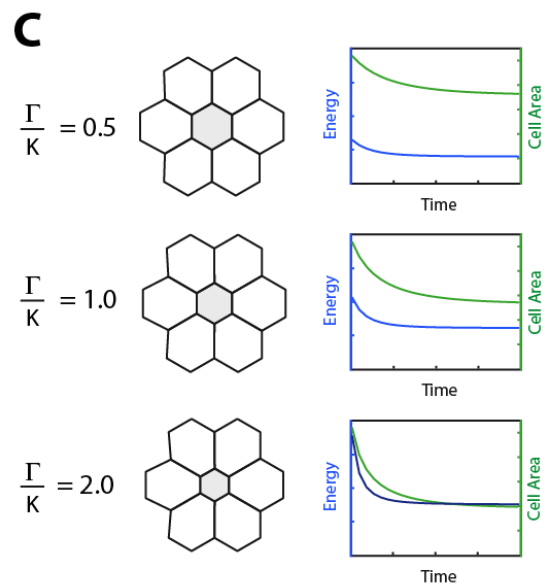 C
Γ/K = 0.5
Energy
Cell Area
Time
Γ/K = 1.0
Energy
Cell Area
Time
Γ/K = 2.0
Energy
Cell Area
Time